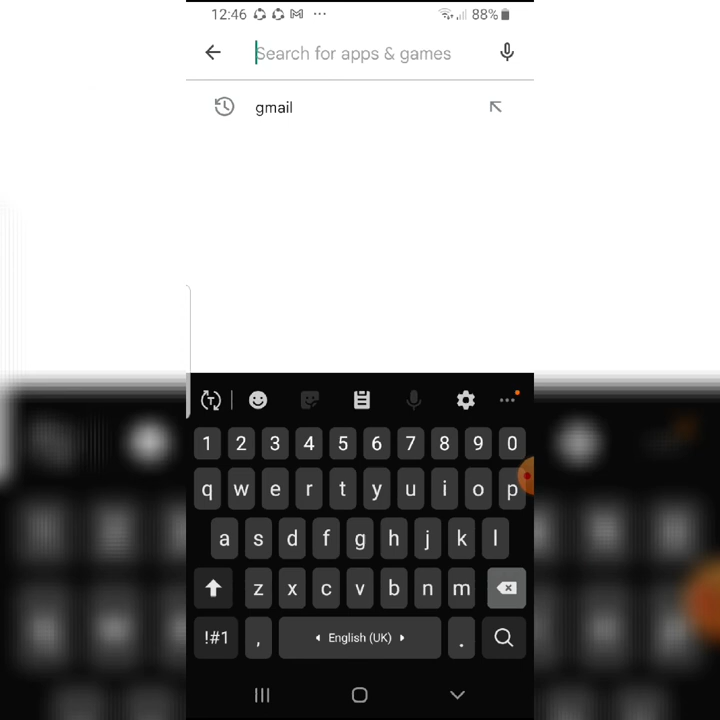 12:46 88%
Search for apps & games
gmail
1 2 3 4 5 6 7 8 9 0
q w e r t y u i o p
a s d f g h j k l
z x c v b n m
!#1 , English (UK) .